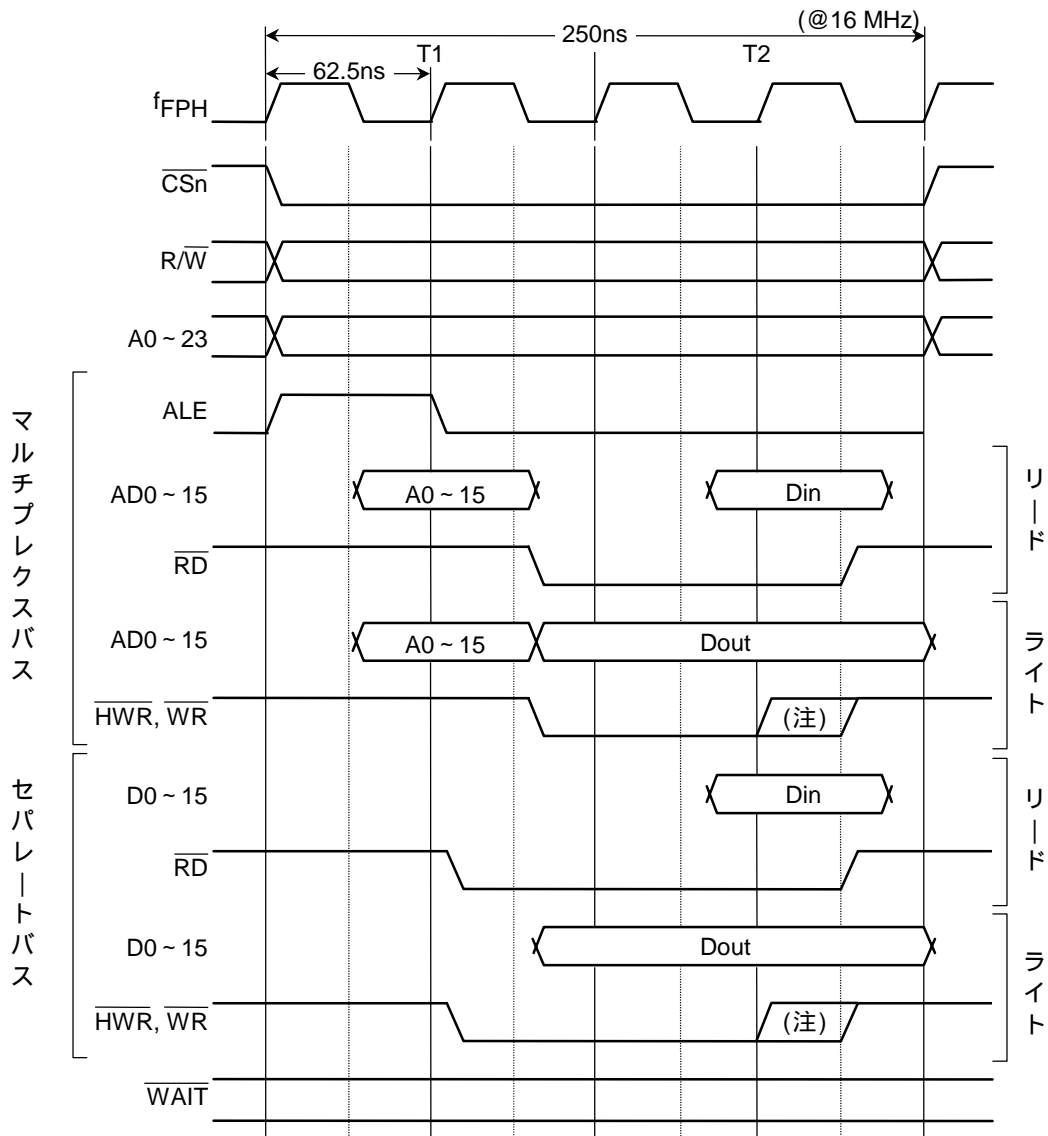 (@16 MHz)
250ns
T1
T2
62.5ns
fFPH
CSn
R/W
A0 ~ 23
マルチプレクスバス
ALE
AD0 ~ 15
A0 ~ 15
Din
リード
RD
AD0 ~ 15
A0 ~ 15
Dout
ライト
HWR, WR
(注)
セパレートバス
D0 ~ 15
Din
リード
RD
D0 ~ 15
Dout
ライト
HWR, WR
(注)
WAIT